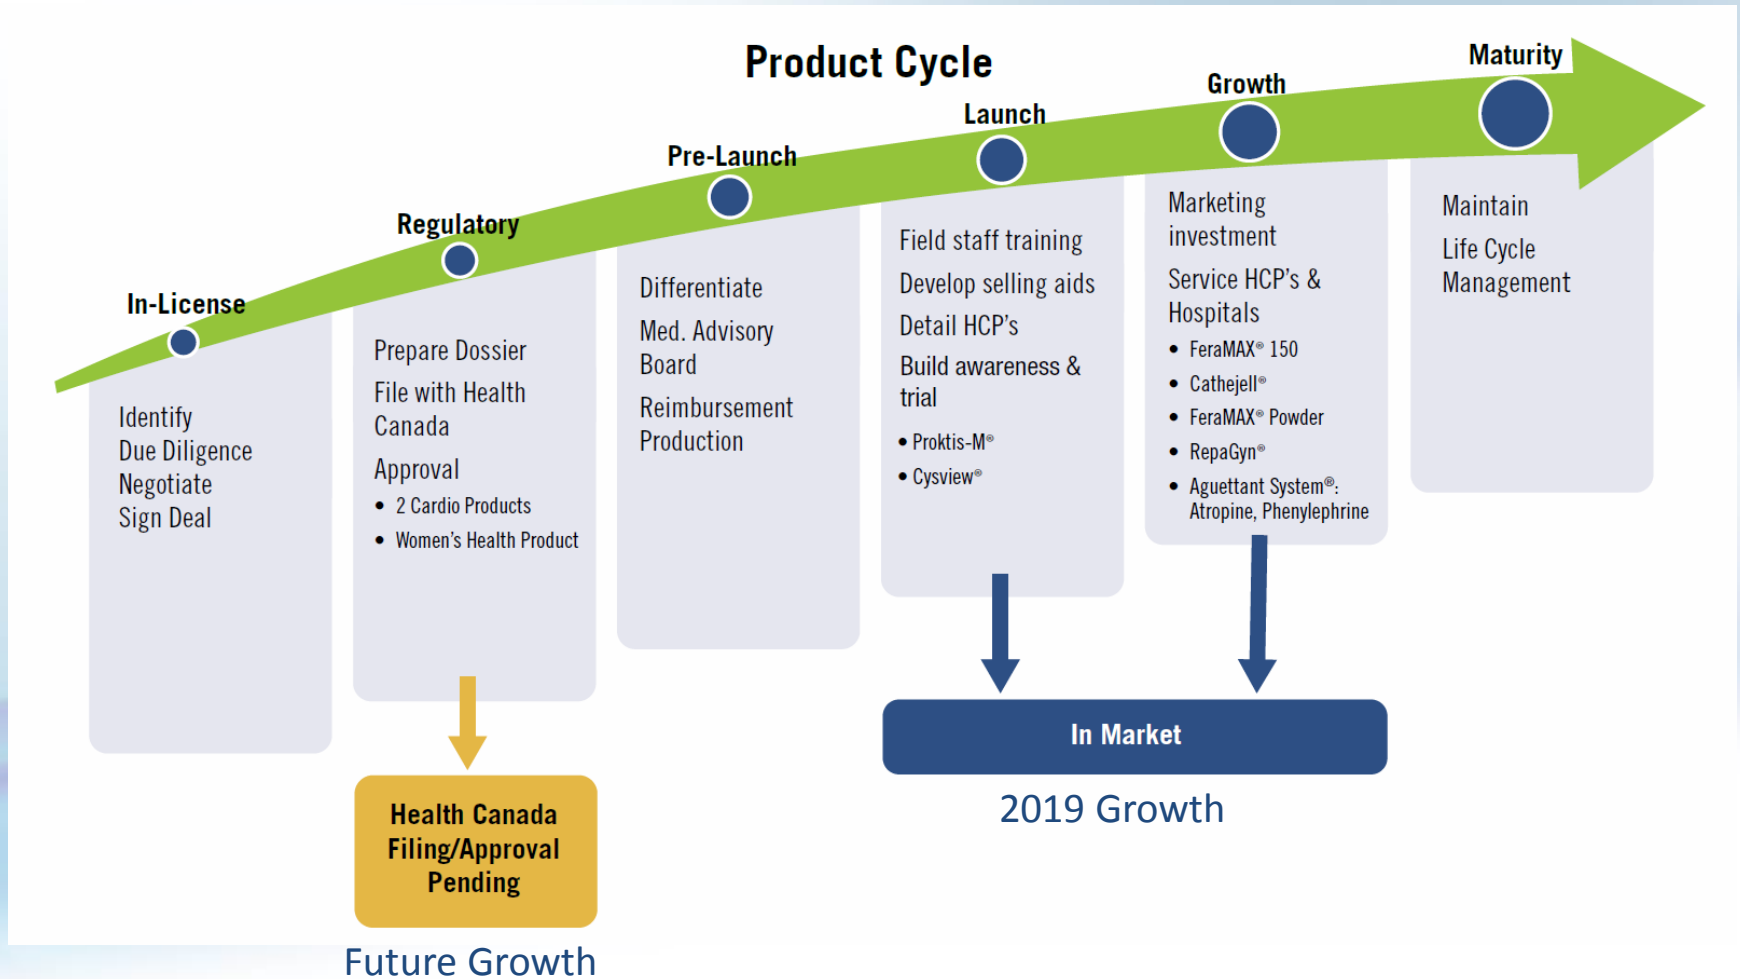 Product Cycle
In-License
Identify
Due Diligence
Negotiate
Sign Deal
Regulatory
Prepare Dossier
File with Health
Canada
Approval
• 2 Cardio Products
• Women's Health Product
Health Canada
Filing/Approval
Pending
Future Growth
Pre-Launch
Differentiate
Med. Advisory
Board
Reimbursement
Production
Launch
Field staff training
Develop selling aids
Detail HCP's
Build awareness &
trial
• Proktis-M®
• Cysview®
Growth
Marketing
investment
Service HCP's &
Hospitals
• FeraMAX® 150
• Cathejell®
• FeraMAX® Powder
• RepaGyn®
• Aguettant System®:
Atropine, Phenylephrine
In Market
2019 Growth
Maturity
Maintain
Life Cycle
Management